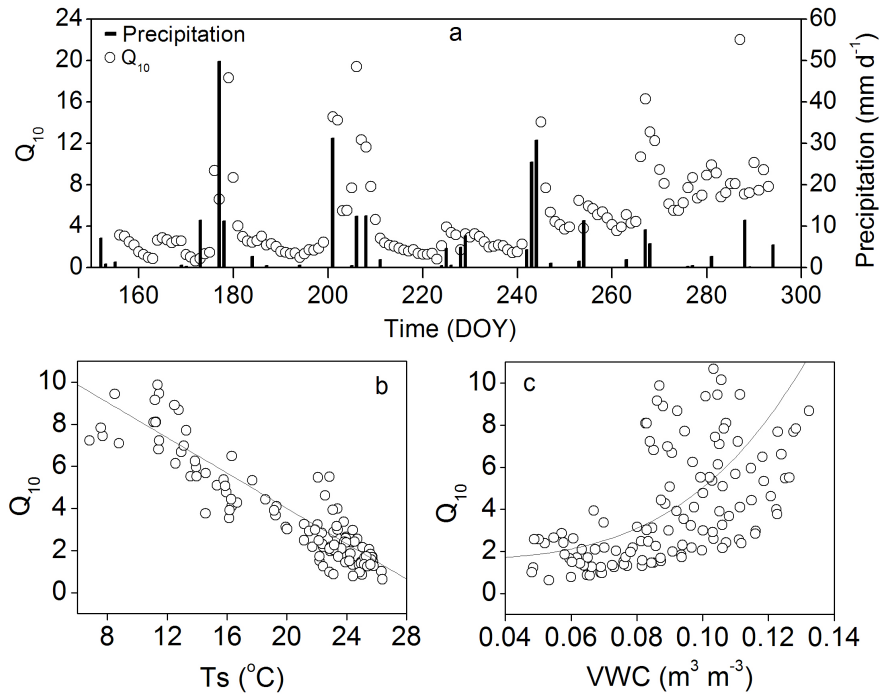 24
20
16
12
8
4
0
Q10
Precipitation
Q10
a
60
50
40
30
20
10
0
Precipitation (mm d-1)
160 180 200 220 240 260 280 300
Time (DOY)
b
10
8
6
4
2
0
Q10
8 12 16 20 24 28
Ts (oC)
c
10
8
6
4
2
0
Q10
0.04 0.06 0.08 0.10 0.12 0.14
VWC (m3 m-3)